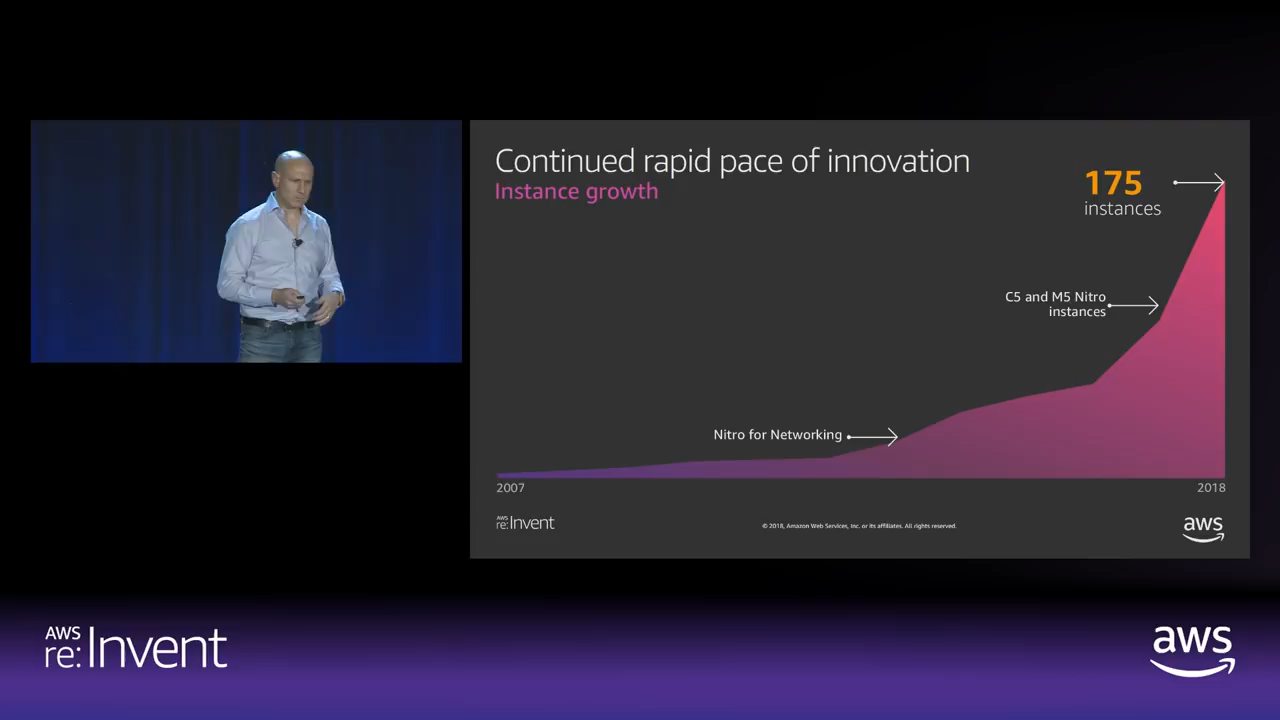 Continued rapid pace of innovation
Instance growth
175
instances
C5 and M5 Nitro
instances
Nitro for Networking
2007
2018
AWS
re:Invent
© 2018, Amazon Web Services, Inc. or its affiliates. All rights reserved.
aws
AWS
re:Invent
aws